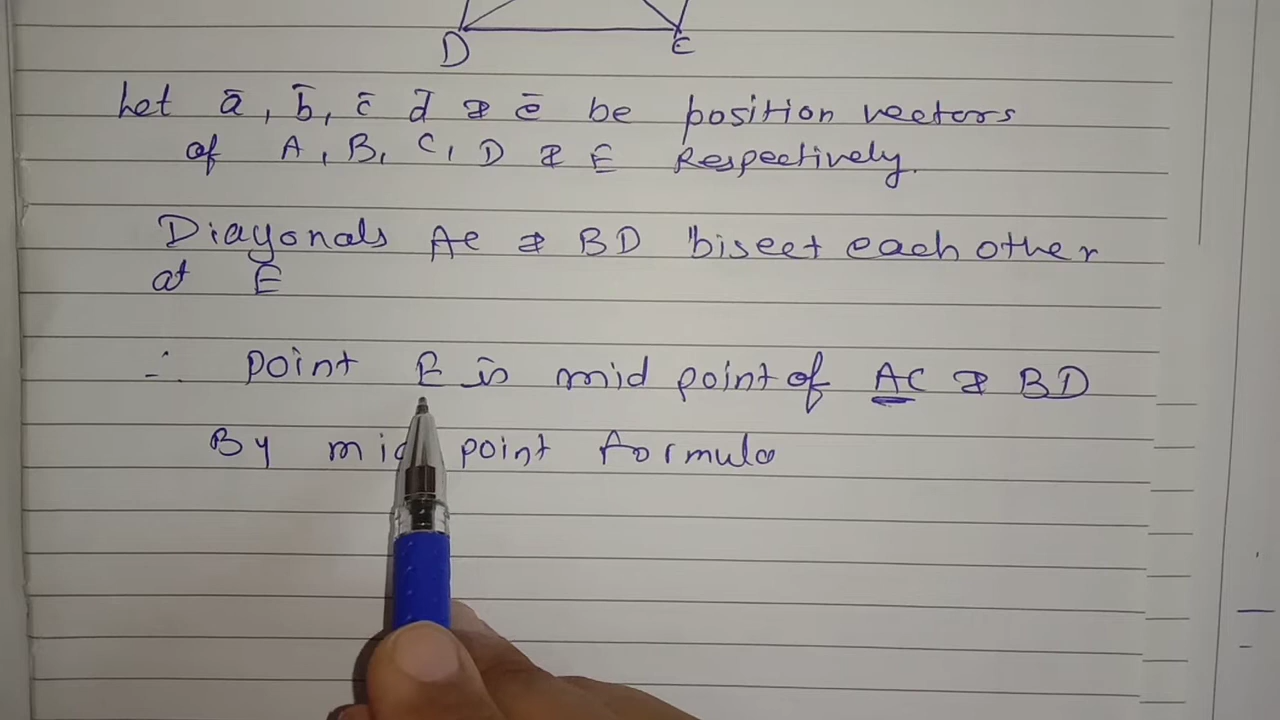 D C
Let ā, b̄, c̄ d̄ & ē be position vectors
of A, B, C, D & E Respectively.
Diagonals AC & BD bisect each other
at E
∴ point E is mid point of AC & BD
By mid point formula